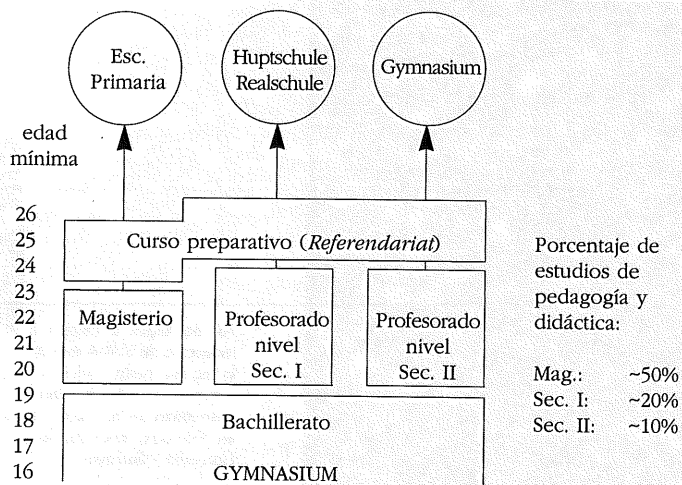 Esc.
Primaria
Huptschule
Realschule
Gymnasium
edad
mínima
26
25
24
23
22
21
20
19
18
17
16
Curso preparativo (Referendariat)
Magisterio
Profesorado
nivel
Sec. I
Profesorado
nivel
Sec. II
Bachillerato
GYMNASIUM
Porcentaje de
estudios de
pedagogía y
didáctica:
Mag.: ~50%
Sec. I: ~20%
Sec. II: ~10%